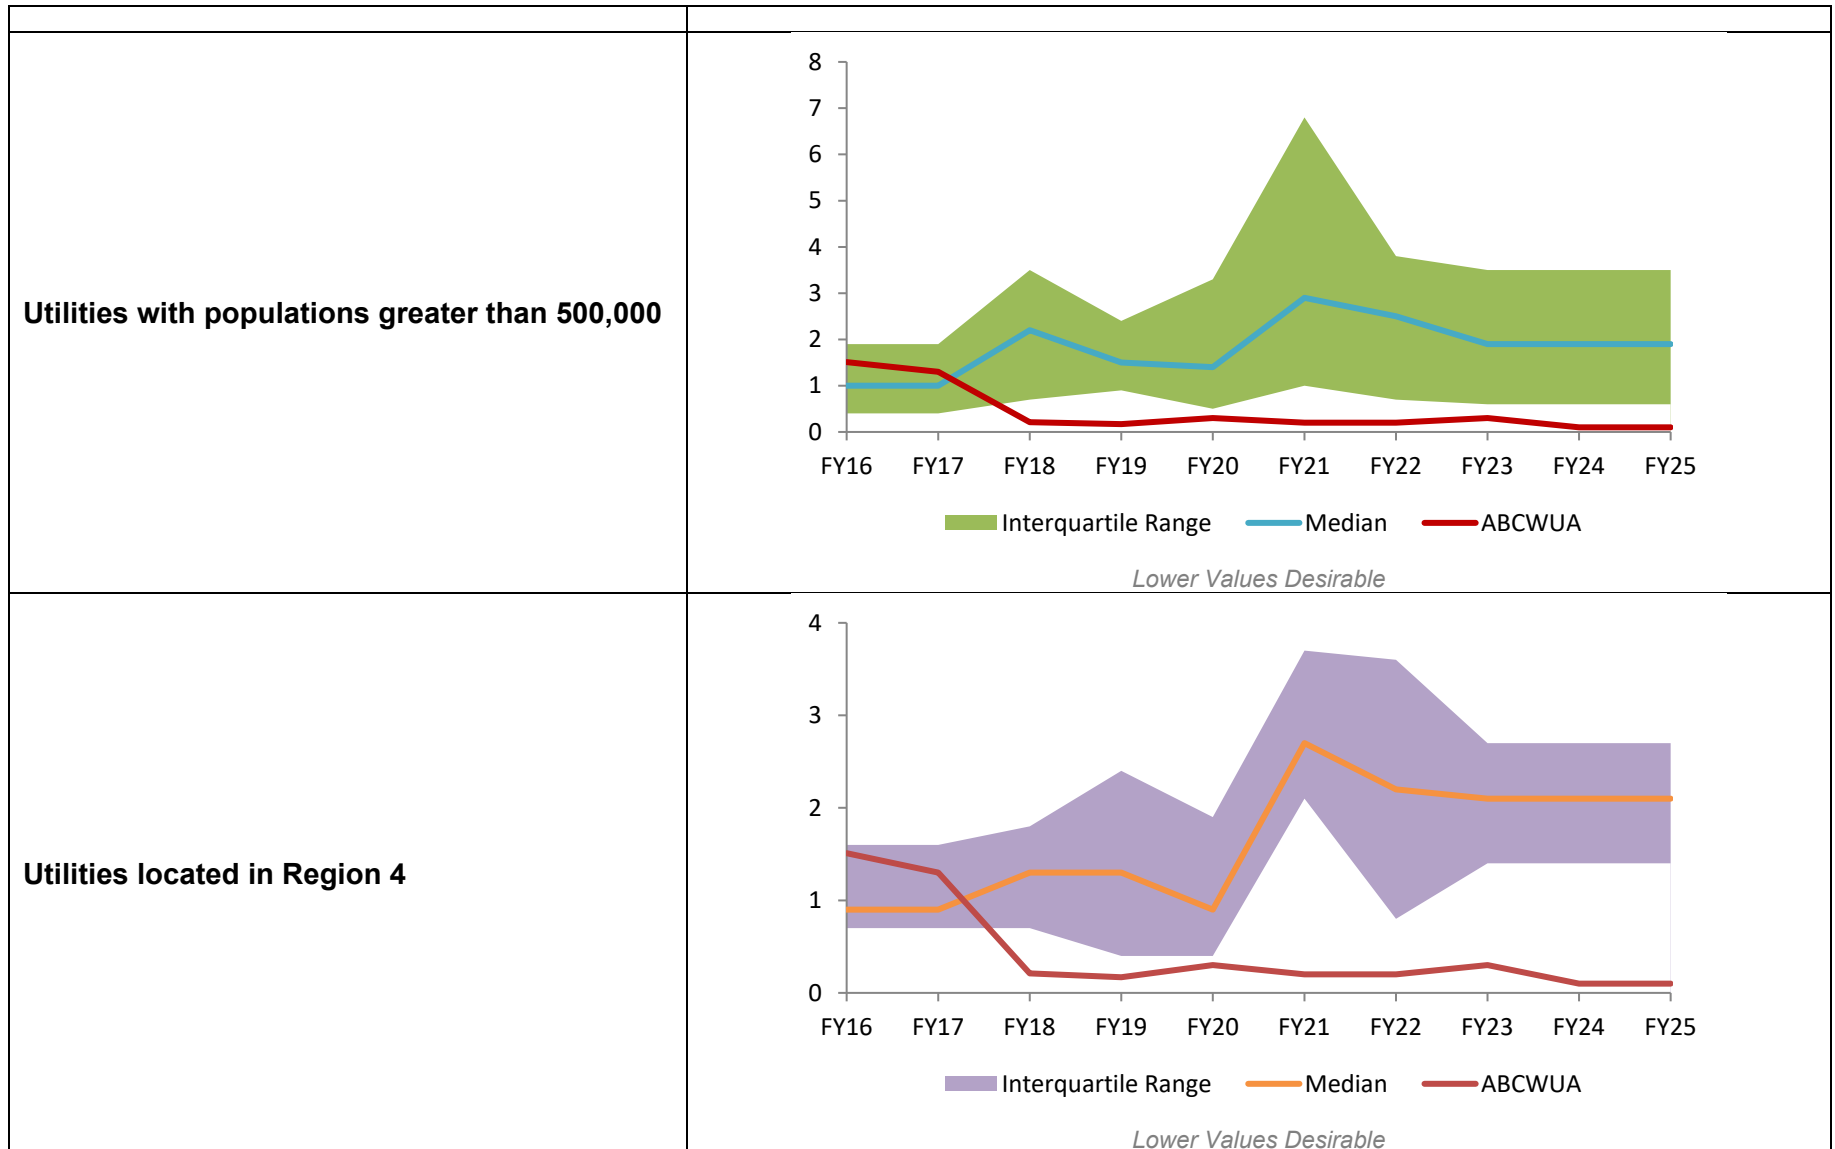 8
7
6
5
4
3
2
1
0
FY16 FY17 FY18 FY19 FY20 FY21 FY22 FY23 FY24 FY25
Utilities with populations greater than 500,000
Interquartile Range Median ABCWUA
Lower Values Desirable
4
3
2
1
0
FY16 FY17 FY18 FY19 FY20 FY21 FY22 FY23 FY24 FY25
Utilities located in Region 4
Interquartile Range Median ABCWUA
Lower Values Desirable